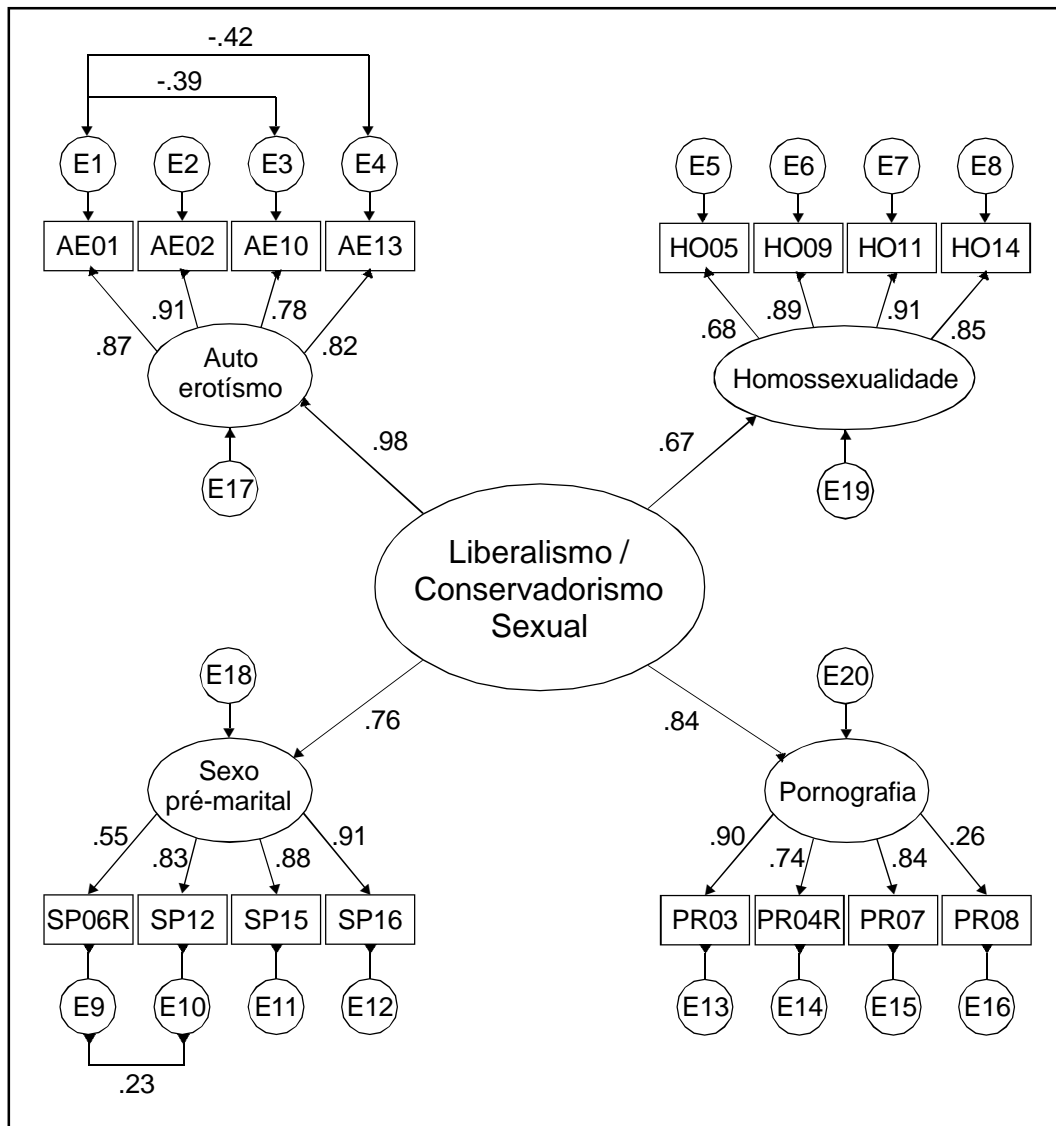 -.42
-.39
E1 E2 E3 E4
E5 E6 E7 E8
AE01 AE02 AE10 AE13
HO05 HO09 HO11 HO14
.87 .91 .78 .82
.68 .89 .91 .85
Auto
erotísmo
Homossexualidade
.98
.67
E17
E19
Liberalismo /
Conservadorismo
Sexual
E18
E20
.76
.84
Sexo
pré-marital
Pornografia
.55 .83 .88 .91
.90 .74 .84 .26
SP06R SP12 SP15 SP16
PR03 PR04R PR07 PR08
E9 E10 E11 E12
E13 E14 E15 E16
.23